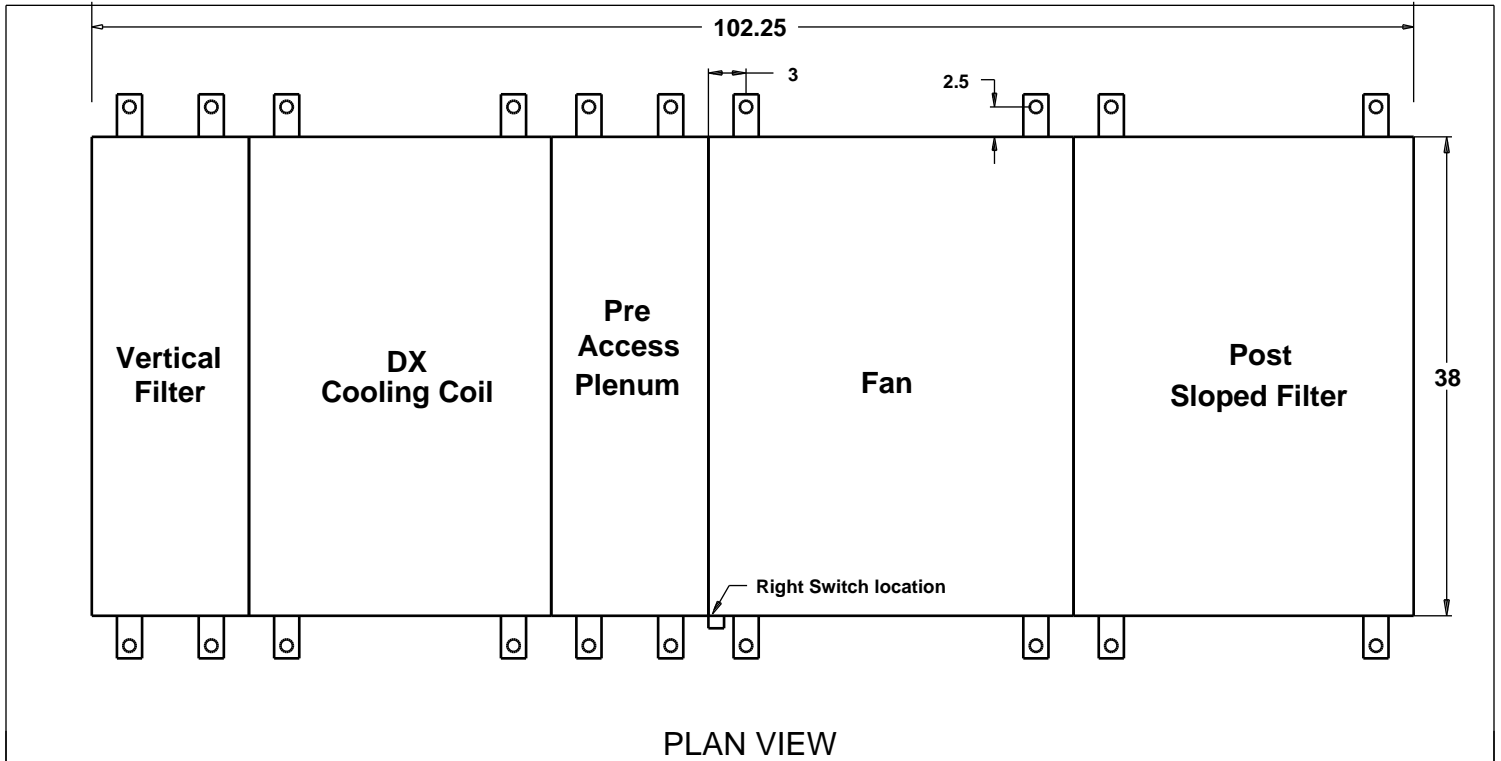 102.25
3
2.5
Vertical
Filter
DX
Cooling Coil
Pre
Access
Plenum
Fan
Post
Sloped Filter
38
Right Switch location
PLAN VIEW